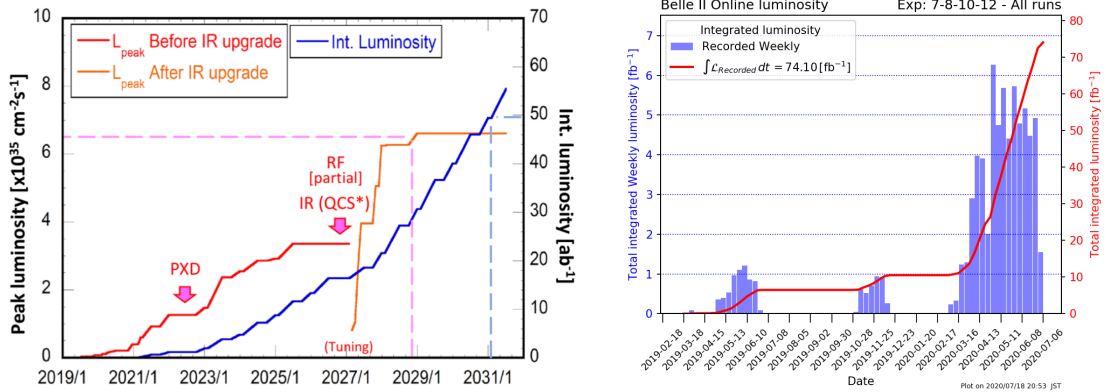 L_peak Before IR upgrade
L_peak After IR upgrade
Int. Luminosity
Peak luminosity [x10^35 cm^-2s^-1]
10
8
6
4
2
0
70
60
50
40
30
20
10
0
Int. luminosity [ab^-1]
PXD
RF
[partial]
IR (QCS*)
(Tuning)
2019/1 2021/1 2023/1 2025/1 2027/1 2029/1 2031/1
Belle II Online luminosity Exp: 7-8-10-12 - All runs
Integrated luminosity
Recorded Weekly
∫ℒ_Recorded dt = 74.10 [fb⁻¹]
Total integrated Weekly luminosity [fb⁻¹]
7
6
5
4
3
2
1
0
80
70
60
50
40
30
20
10
0
Total integrated luminosity [fb⁻¹]
2019-02-18 2019-03-18 2019-04-15 2019-05-13 2019-06-10 2019-07-08 2019-08-05 2019-09-02 2019-09-30 2019-10-28 2019-11-25 2019-12-23 2020-01-20 2020-02-17 2020-03-16 2020-04-13 2020-05-11 2020-06-08 2020-07-06
Date
Plot on 2020/07/18 20:53 JST